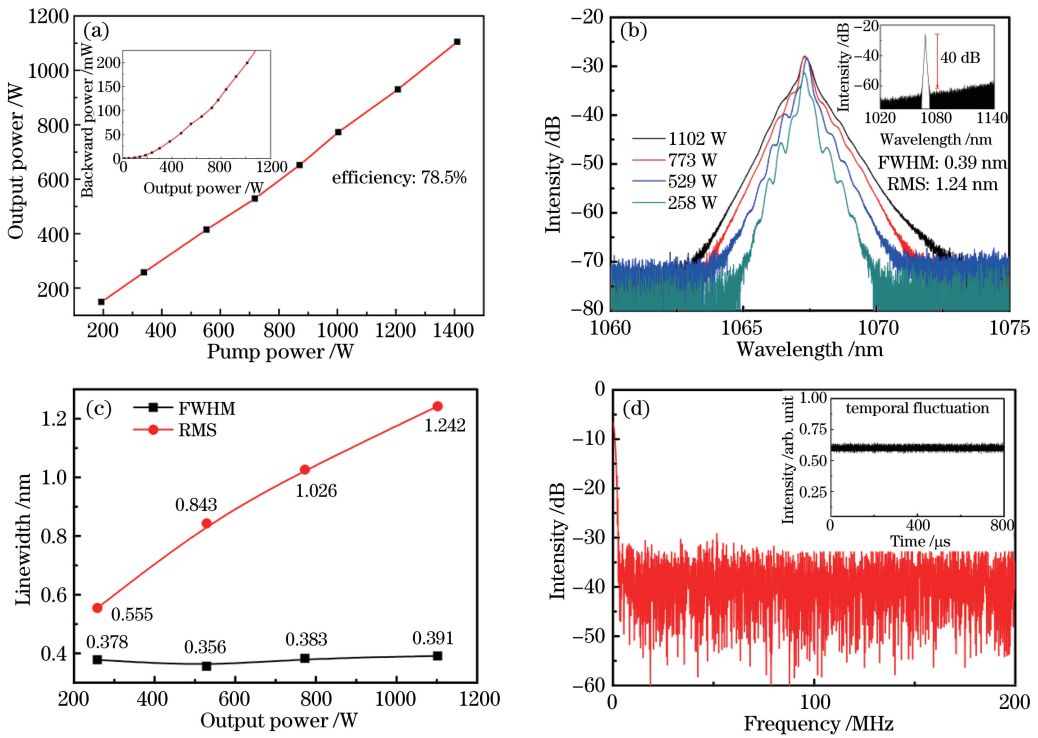 (a)
1200
1000
800
600
400
200
Output power /W
200 400 600 800 1000 1200 1400
Pump power /W
efficiency: 78.5%
200
150
100
50
0
Backward power /mW
0 400 800 1200
Output power /W
(b)
−20
−30
−40
−50
−60
−70
−80
Intensity /dB
1060 1065 1070 1075
Wavelength /nm
1102 W
773 W
529 W
258 W
−20
−40
−60
Intensity /dB
40 dB
1020 1080 1140
Wavelength /nm
FWHM: 0.39 nm
RMS: 1.24 nm
(c)
FWHM
RMS
1.2
1.0
0.8
0.6
0.4
Linewidth /nm
1.242
1.026
0.843
0.555
0.378 0.356 0.383 0.391
200 400 600 800 1000 1200
Output power /W
(d)
0
−10
−20
−30
−40
−50
−60
Intensity /dB
0 100 200
Frequency /MHz
1.00
0.75
0.50
0.25
Intensity /arb. unit
temporal fluctuation
0 400 800
Time /μs